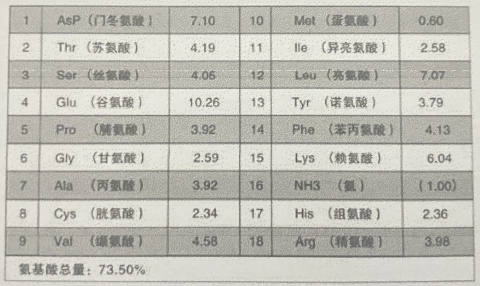 1 AsP (门冬氨酸) 7.10 10 Met (蛋氨酸) 0.60
2 Thr (苏氨酸) 4.19 11 Ile (异亮氨酸) 2.58
3 Ser (丝氨酸) 4.05 12 Leu (亮氨酸) 7.07
4 Glu (谷氨酸) 10.26 13 Tyr (诺氨酸) 3.79
5 Pro (脯氨酸) 3.92 14 Phe (苯丙氨酸) 4.13
6 Gly (甘氨酸) 2.59 15 Lys (赖氨酸) 6.04
7 Ala (丙氨酸) 3.92 16 NH3 (氨) (1.00)
8 Cys (胱氨酸) 2.34 17 His (组氨酸) 2.36
9 Val (缬氨酸) 4.58 18 Arg (精氨酸) 3.98
氨基酸总量: 73.50%